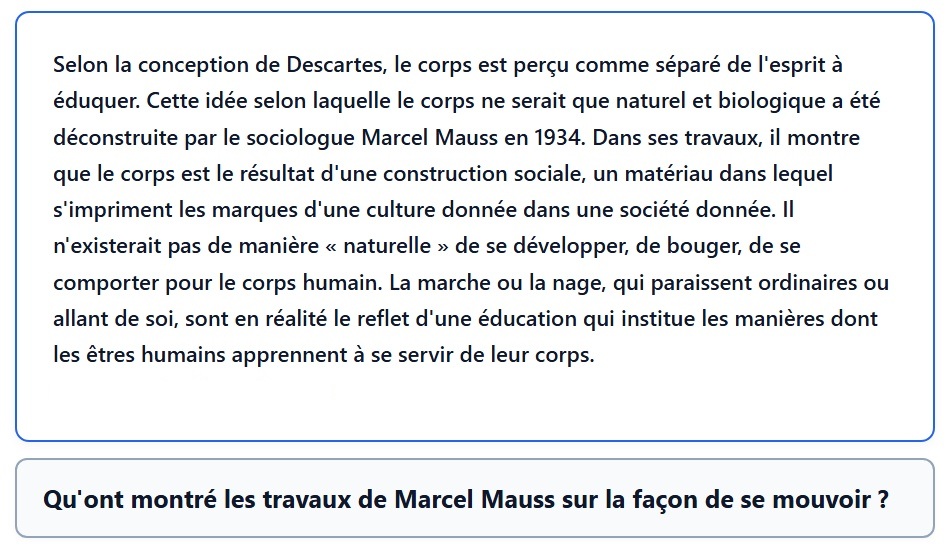 Selon la conception de Descartes, le corps est perçu comme séparé de l'esprit à
éduquer. Cette idée selon laquelle le corps ne serait que naturel et biologique a été
déconstruite par le sociologue Marcel Mauss en 1934. Dans ses travaux, il montre
que le corps est le résultat d'une construction sociale, un matériau dans lequel
s'impriment les marques d'une culture donnée dans une société donnée. Il
n'existerait pas de manière « naturelle » de se développer, de bouger, de se
comporter pour le corps humain. La marche ou la nage, qui paraissent ordinaires ou
allant de soi, sont en réalité le reflet d'une éducation qui institue les manières dont
les êtres humains apprennent à se servir de leur corps.
Qu'ont montré les travaux de Marcel Mauss sur la façon de se mouvoir ?